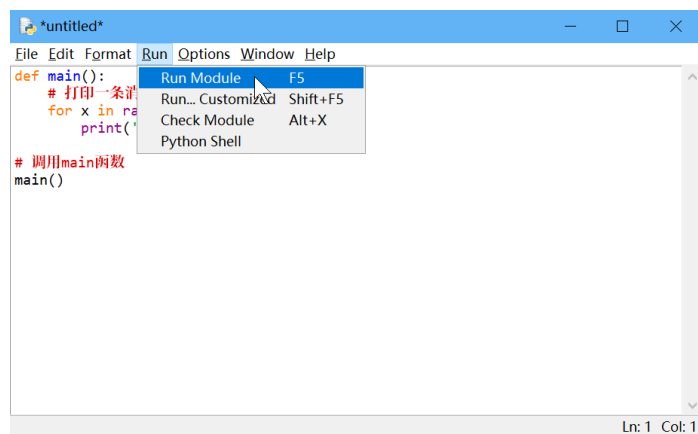 *untitled*
File Edit Format Run Options Window Help
def main():
# 打印一条消
for x in ra
print('
# 调用main函数
main()
Run Module F5
Run... Customized Shift+F5
Check Module Alt+X
Python Shell
Ln: 1 Col: 1